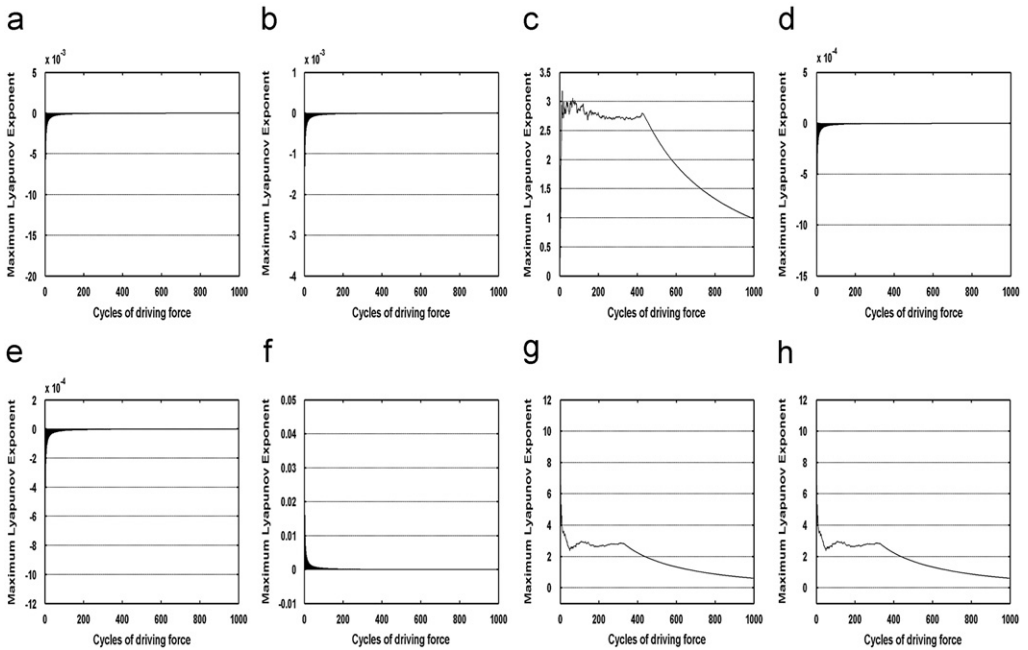 a
x 10-3
5
0
-5
-10
-15
-20
Maximum Lyapunov Exponent
0 200 400 600 800 1000
Cycles of driving force
b
x 10-3
1
0
-1
-2
-3
-4
Maximum Lyapunov Exponent
0 200 400 600 800 1000
Cycles of driving force
c
3.5
3
2.5
2
1.5
1
0.5
0
Maximum Lyapunov Exponent
0 200 400 600 800 1000
Cycles of driving force
d
x 10-4
5
0
-5
-10
-15
Maximum Lyapunov Exponent
0 200 400 600 800 1000
Cycles of driving force
e
x 10-4
2
0
-2
-4
-6
-8
-10
-12
Maximum Lyapunov Exponent
0 200 400 600 800 1000
Cycles of driving force
f
0.05
0.04
0.03
0.02
0.01
0
-0.01
Maximum Lyapunov Exponent
0 200 400 600 800 1000
Cycles of driving force
g
12
10
8
6
4
2
0
Maximum Lyapunov Exponent
0 200 400 600 800 1000
Cycles of driving force
h
12
10
8
6
4
2
0
Maximum Lyapunov Exponent
0 200 400 600 800 1000
Cycles of driving force